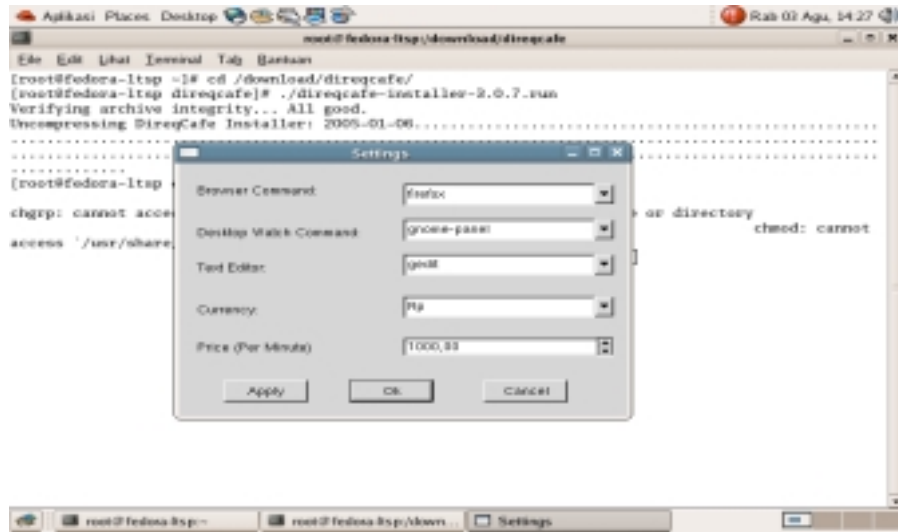 Aplikasi Places Desktop Rab 03 Agu, 14:27
root@fedora-ltsp:/download/direqcafe
File Edit Lihat Terminal Tab Bantuan
[root@fedora-ltsp ~]# cd /download/direqcafe/
[root@fedora-ltsp direqcafe]# ./direqcafe-installer-3.0.7.run
Verifying archive integrity... All good.
Uncompressing DireqCafe Installer: 2005-01-06
[root@fedora-ltsp
chgrp: cannot acce or directory
chmod: cannot
access `/usr/share
Settings
Browser Command: firefox
Desktop Watch Command: gnome-panel
Text Editor: gedit
Currency: Rp
Price (Per Minute) 1000,00
Apply Ok Cancel
root@fedora-ltsp:~ root@fedora-ltsp:/down... Settings